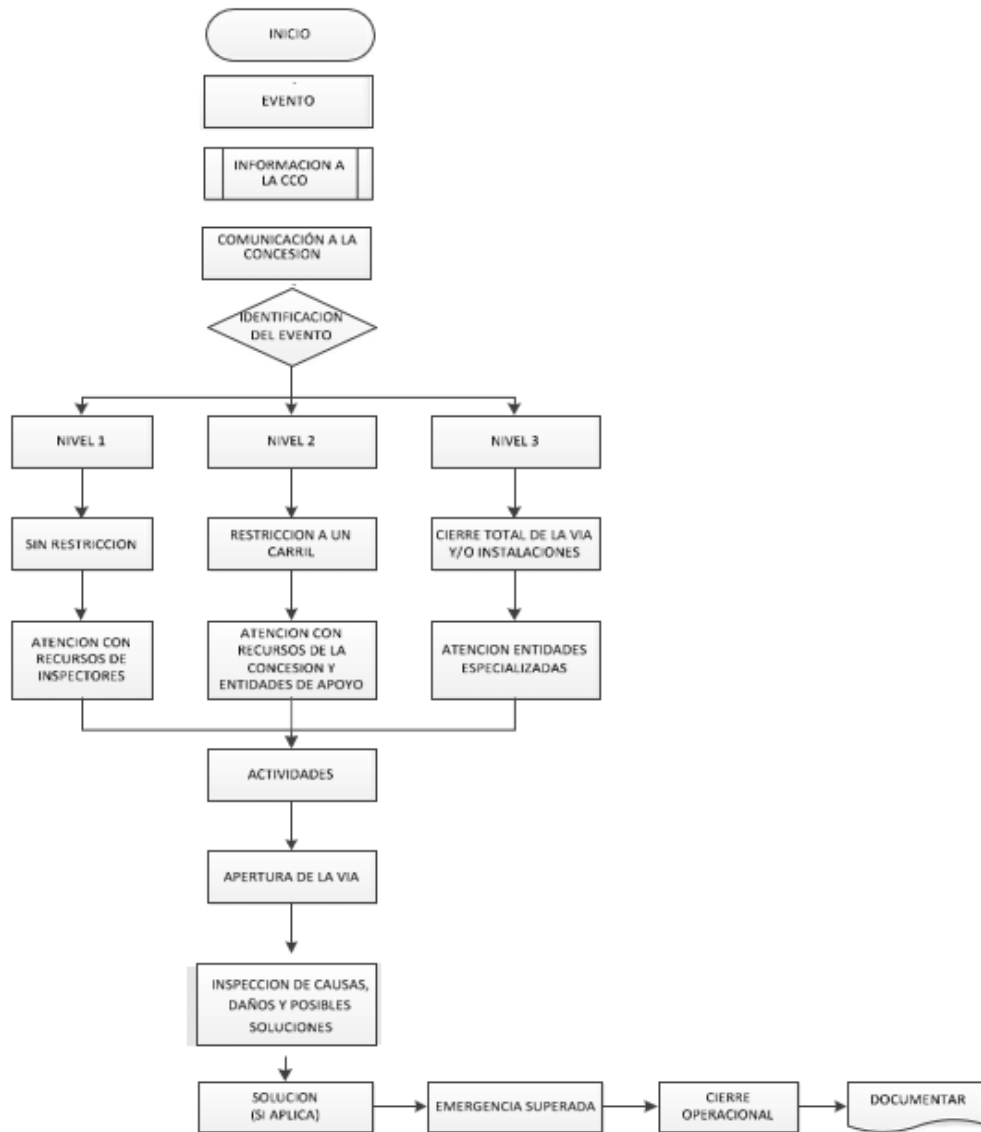 INICIO
EVENTO
INFORMACION A
LA CCO
COMUNICACIÓN A LA
CONCESION
IDENTIFICACION
DEL EVENTO
NIVEL 1
NIVEL 2
NIVEL 3
SIN RESTRICCION
RESTRICCION A UN
CARRIL
CIERRE TOTAL DE LA VIA
Y/O INSTALACIONES
ATENCION CON
RECURSOS DE
INSPECTORES
ATENCION CON
RECURSOS DE LA
CONCESION Y
ENTIDADES DE APOYO
ATENCION ENTIDADES
ESPECIALIZADAS
ACTIVIDADES
APERTURA DE LA VIA
INSPECCION DE CAUSAS,
DAÑOS Y POSIBLES
SOLUCIONES
SOLUCION
(SI APLICA)
EMERGENCIA SUPERADA
CIERRE
OPERACIONAL
DOCUMENTAR